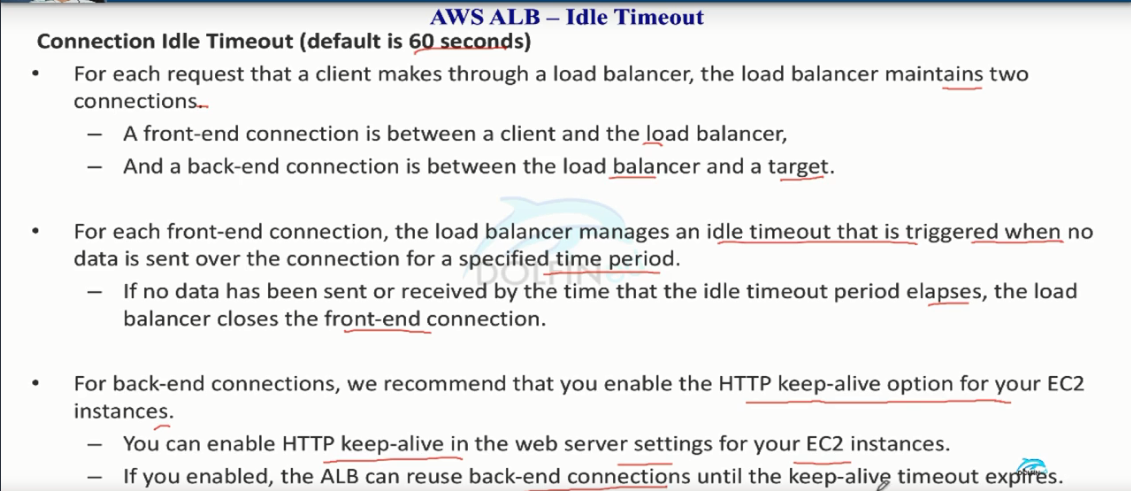 AWS ALB – Idle Timeout
Connection Idle Timeout (default is 60 seconds)
• For each request that a client makes through a load balancer, the load balancer maintains two
connections.
– A front-end connection is between a client and the load balancer,
– And a back-end connection is between the load balancer and a target.
• For each front-end connection, the load balancer manages an idle timeout that is triggered when no
data is sent over the connection for a specified time period.
DOLFIN
– If no data has been sent or received by the time that the idle timeout period elapses, the load
balancer closes the front-end connection.
• For back-end connections, we recommend that you enable the HTTP keep-alive option for your EC2
instances.
– You can enable HTTP keep-alive in the web server settings for your EC2 instances.
– If you enabled, the ALB can reuse back-end connections until the keep-alive timeout expires.